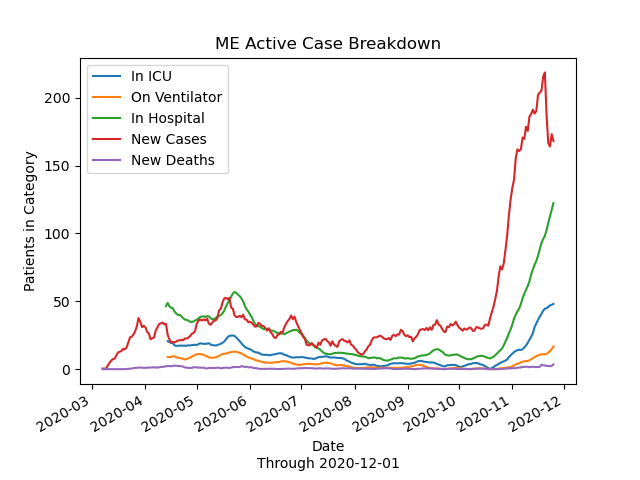 ME Active Case Breakdown
In ICU
On Ventilator
In Hospital
New Cases
New Deaths
Patients in Category
200
150
100
50
0
2020-03
2020-04
2020-05
2020-06
2020-07
2020-08
2020-09
2020-10
2020-11
2020-12
Date
Through 2020-12-01